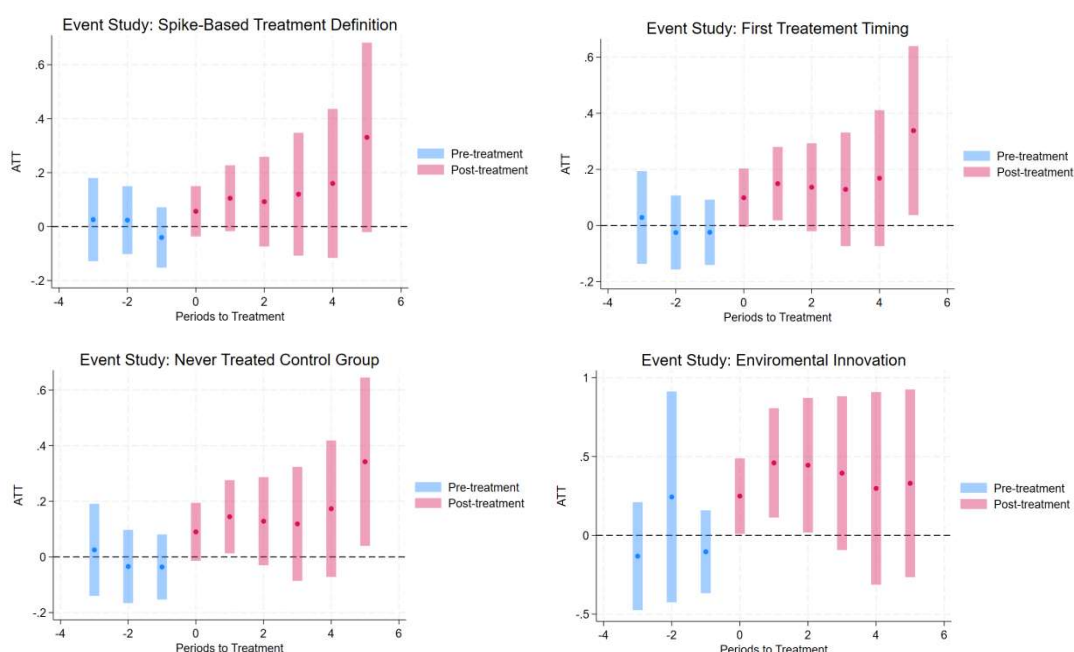 Event Study: Spike-Based Treatment Definition
.6
.4
.2
0
-.2
ATT
-4
-2
0
2
4
6
Periods to Treatment
Pre-treatment
Post-treatment
Event Study: First Treatement Timing
.6
.4
.2
0
-.2
ATT
-4
-2
0
2
4
6
Periods to Treatment
Pre-treatment
Post-treatment
Event Study: Never Treated Control Group
.6
.4
.2
0
-.2
ATT
-4
-2
0
2
4
6
Periods to Treatment
Pre-treatment
Post-treatment
Event Study: Enviromental Innovation
1
.5
0
-.5
ATT
-4
-2
0
2
4
6
Periods to Treatment
Pre-treatment
Post-treatment